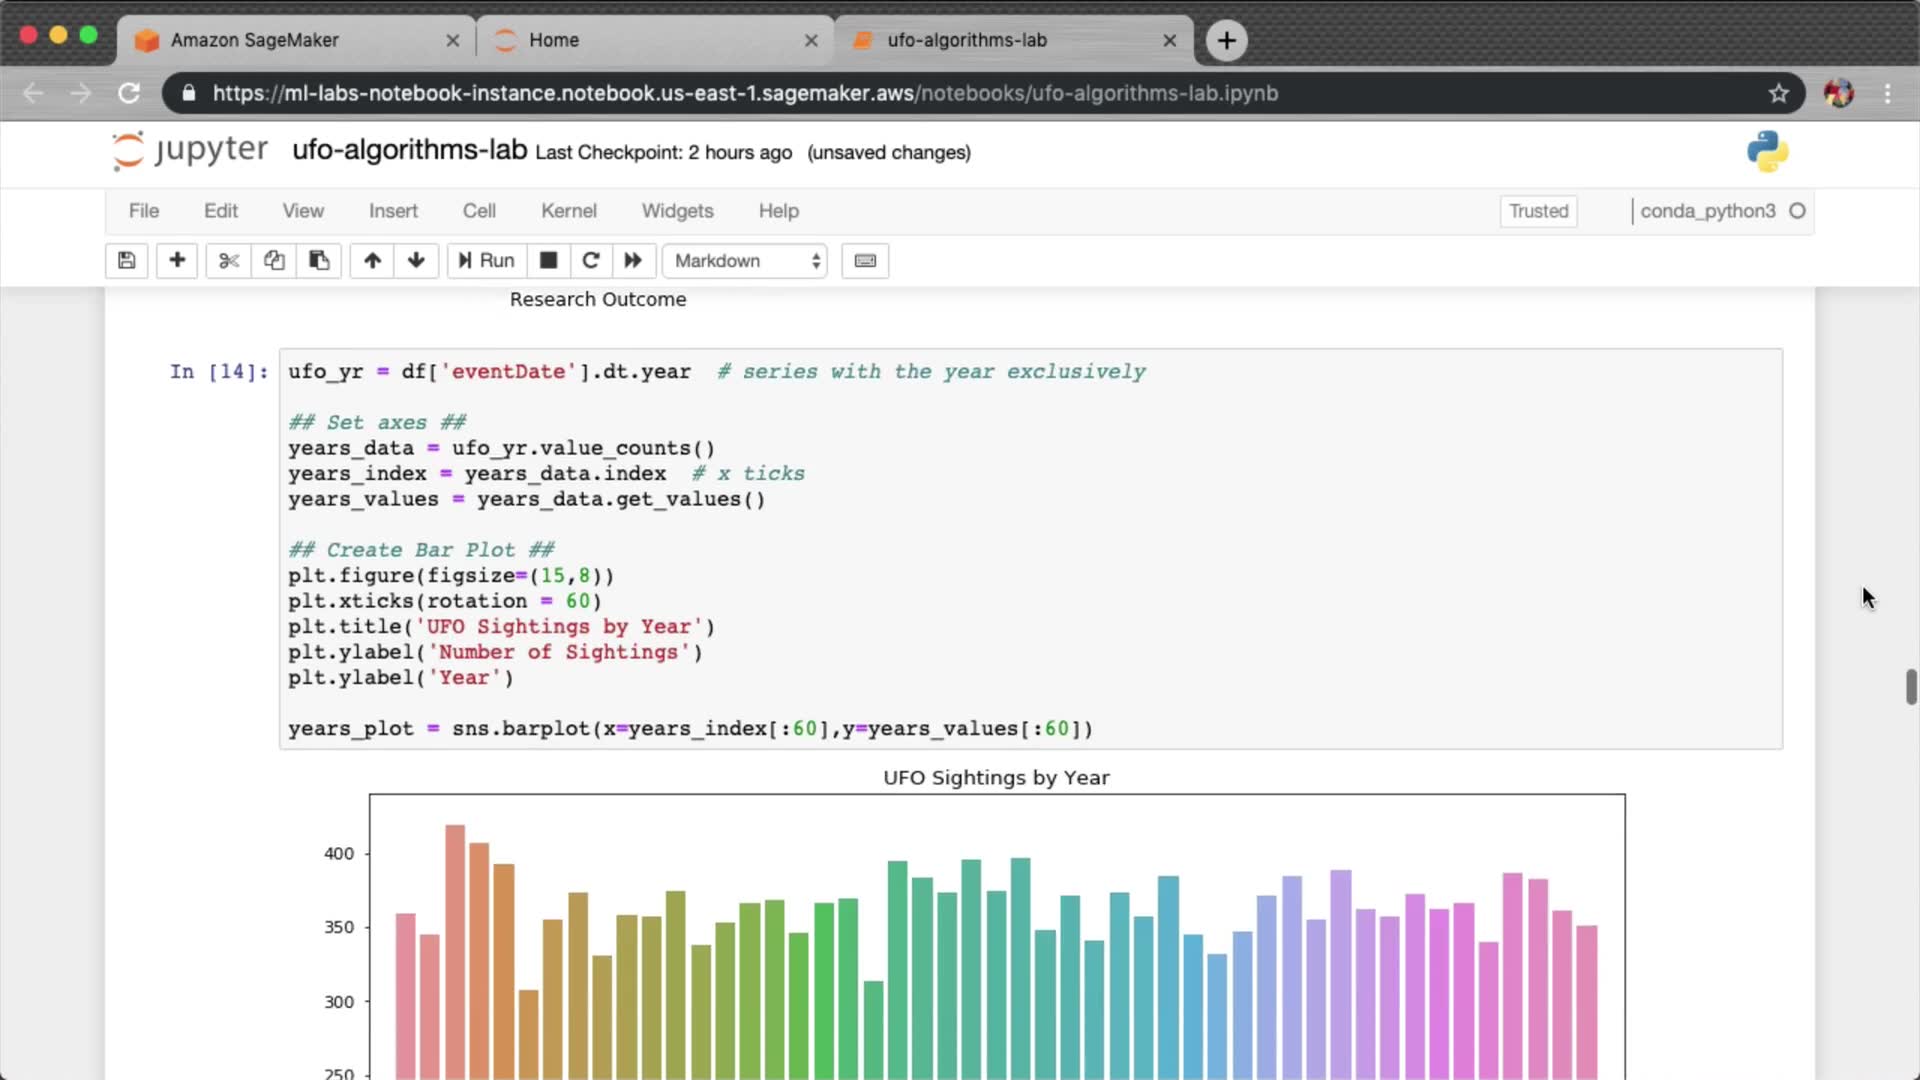 Amazon SageMaker
Home
ufo-algorithms-lab
https://ml-labs-notebook-instance.notebook.us-east-1.sagemaker.aws/notebooks/ufo-algorithms-lab.ipynb
jupyter ufo-algorithms-lab Last Checkpoint: 2 hours ago (unsaved changes)
File Edit View Insert Cell Kernel Widgets Help Trusted conda_python3
Run Markdown
Research Outcome
In [14]: ufo_yr = df['eventDate'].dt.year  # series with the year exclusively
## Set axes ##
years_data = ufo_yr.value_counts()
years_index = years_data.index  # x ticks
years_values = years_data.get_values()
## Create Bar Plot ##
plt.figure(figsize=(15,8))
plt.xticks(rotation = 60)
plt.title('UFO Sightings by Year')
plt.ylabel('Number of Sightings')
plt.ylabel('Year')
years_plot = sns.barplot(x=years_index[:60],y=years_values[:60])
UFO Sightings by Year
400
350
300
250